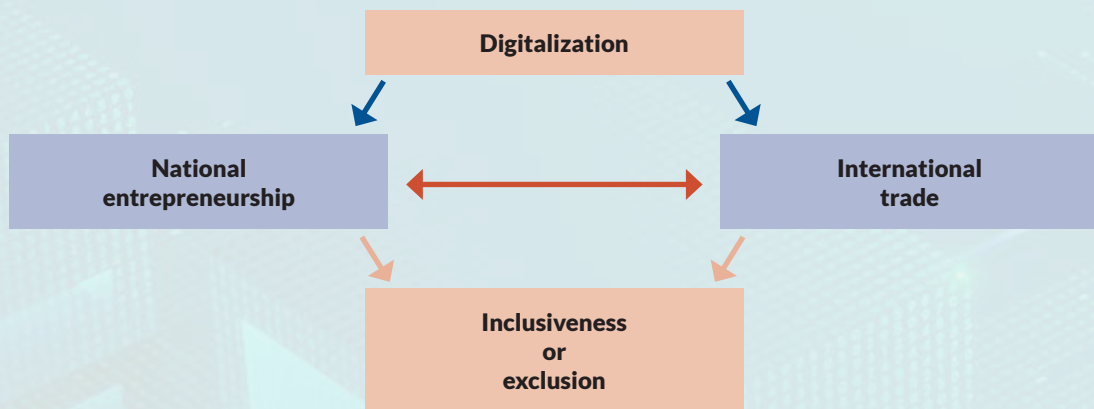 Digitalization
National
entrepreneurship
International
trade
Inclusiveness
or
exclusion